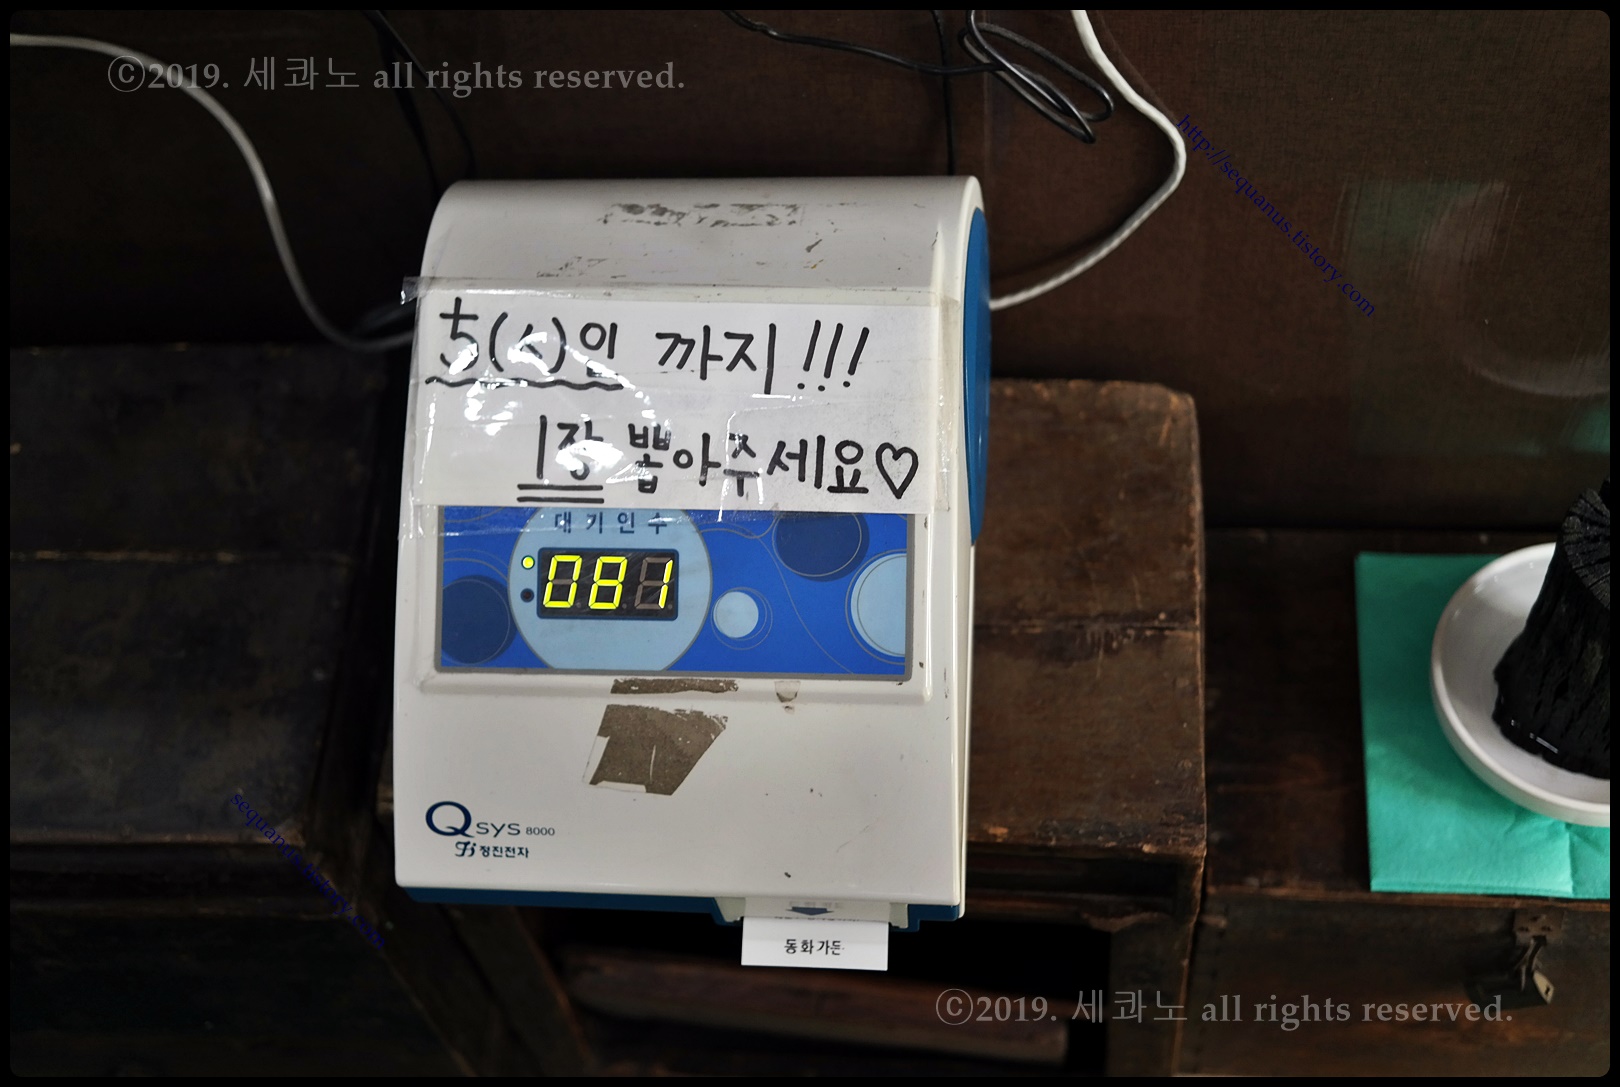 ⓒ2019. 세콰노 all rights reserved.
http://sequanus.tistory.com
5(人)인 까지!!!
1장 뽑아주세요♡
대기인수
081
Qsys 8000
정진전자
sequanus.tistory.com
동화가든
ⓒ2019. 세콰노 all rights reserved.